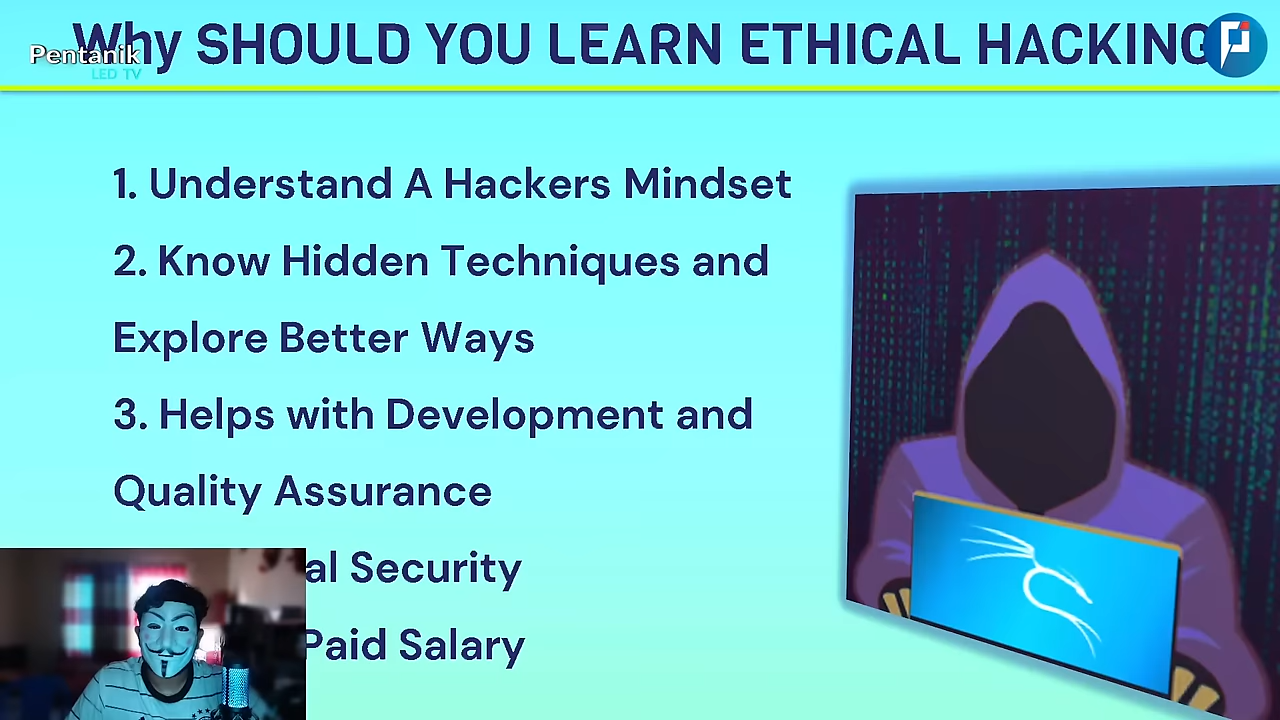 Why SHOULD YOU LEARN ETHICAL HACKING
Pentanik
LED TV
1. Understand A Hackers Mindset
2. Know Hidden Techniques and
Explore Better Ways
3. Helps with Development and
Quality Assurance
Security
Paid Salary